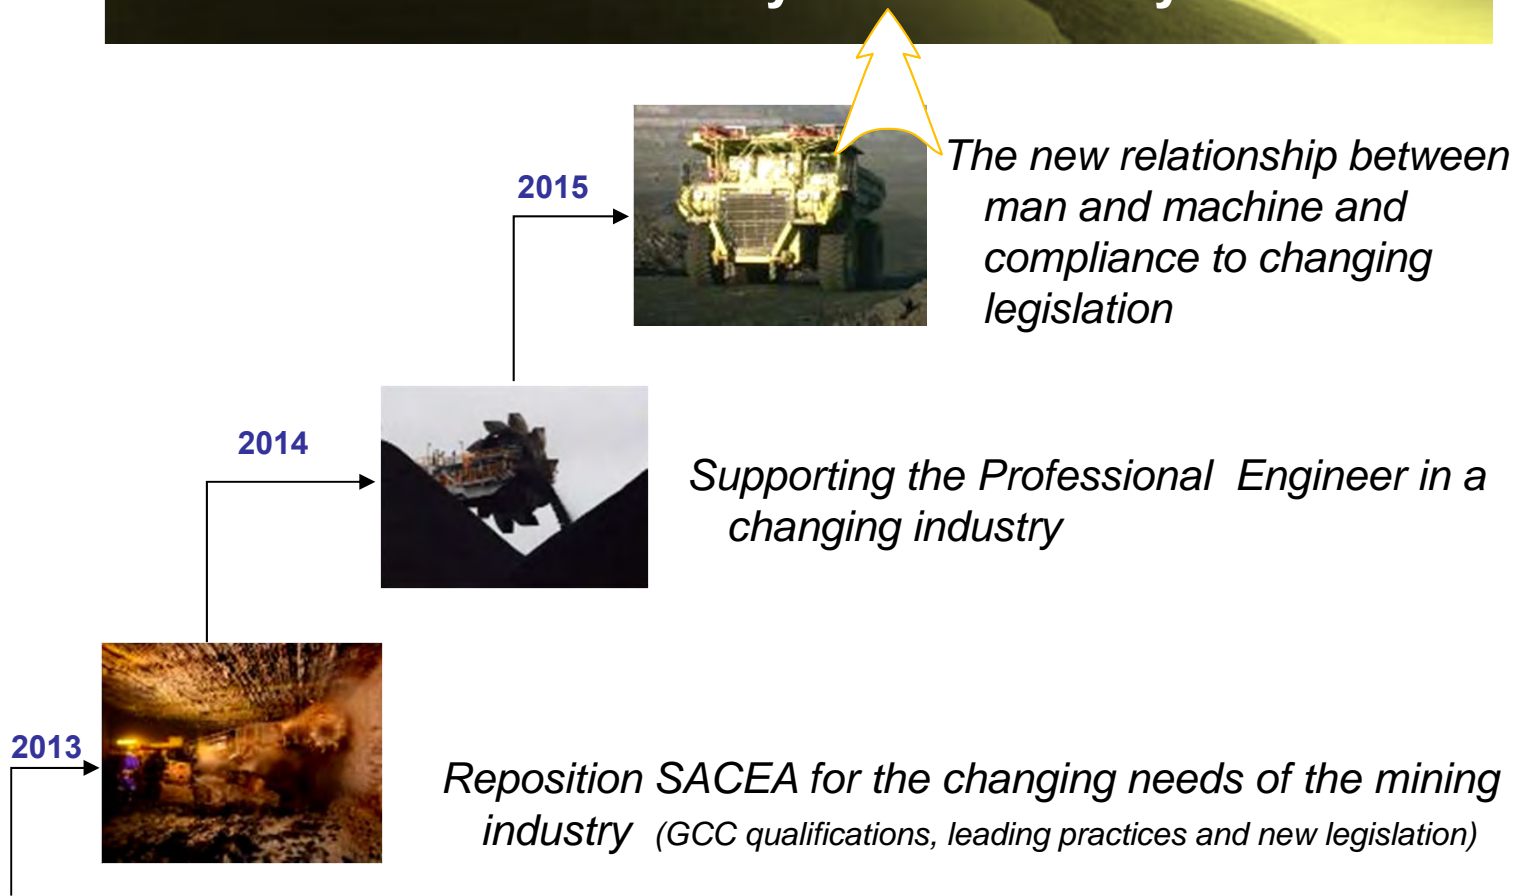 2015
The new relationship between
man and machine and
compliance to changing
legislation
2014
Supporting the Professional Engineer in a
changing industry
2013
Reposition SACEA for the changing needs of the mining
industry (GCC qualifications, leading practices and new legislation)